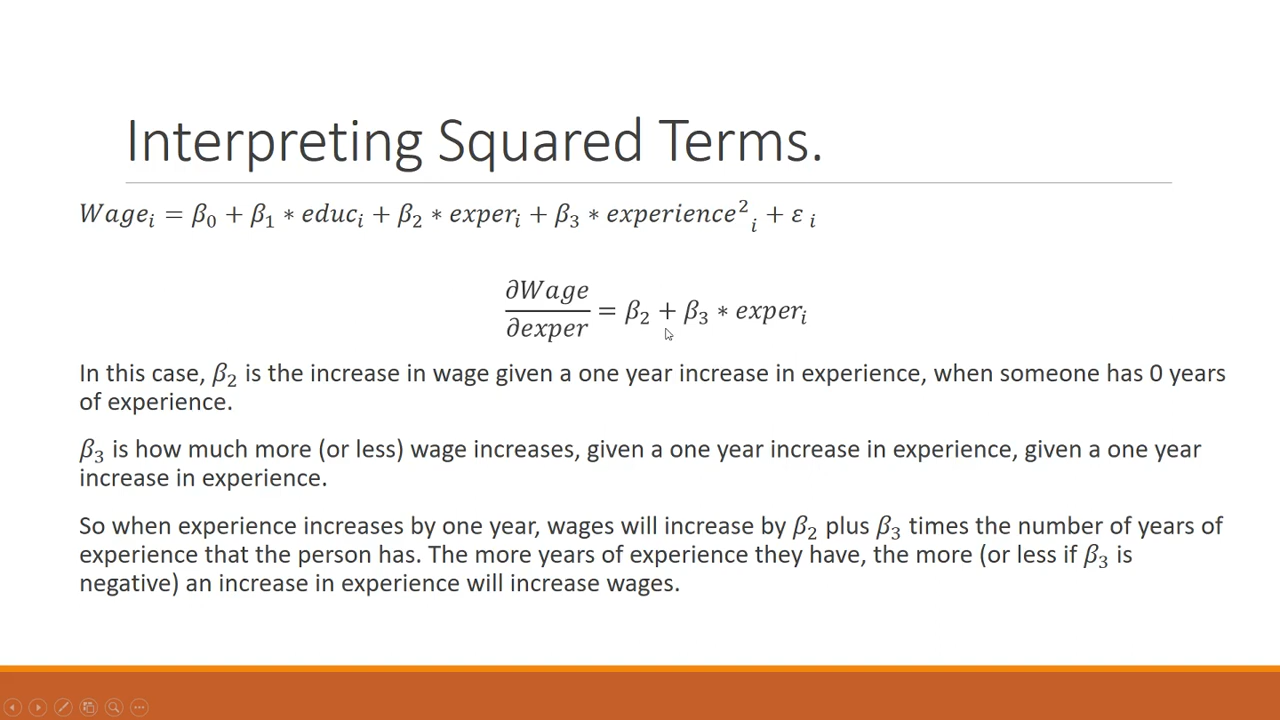 Interpreting Squared Terms.
𝑊𝑎𝑔𝑒ᵢ = β₀ + β₁ ∗ 𝑒𝑑𝑢𝑐ᵢ + β₂ ∗ 𝑒𝑥𝑝𝑒𝑟ᵢ + β₃ ∗ 𝑒𝑥𝑝𝑒𝑟𝑖𝑒𝑛𝑐𝑒²ᵢ + ε ᵢ
∂Wage/∂exper = β₂ + β₃ ∗ experᵢ
In this case, β₂ is the increase in wage given a one year increase in experience, when someone has 0 years
of experience.
β₃ is how much more (or less) wage increases, given a one year increase in experience, given a one year
increase in experience.
So when experience increases by one year, wages will increase by β₂ plus β₃ times the number of years of
experience that the person has. The more years of experience they have, the more (or less if β₃ is
negative) an increase in experience will increase wages.